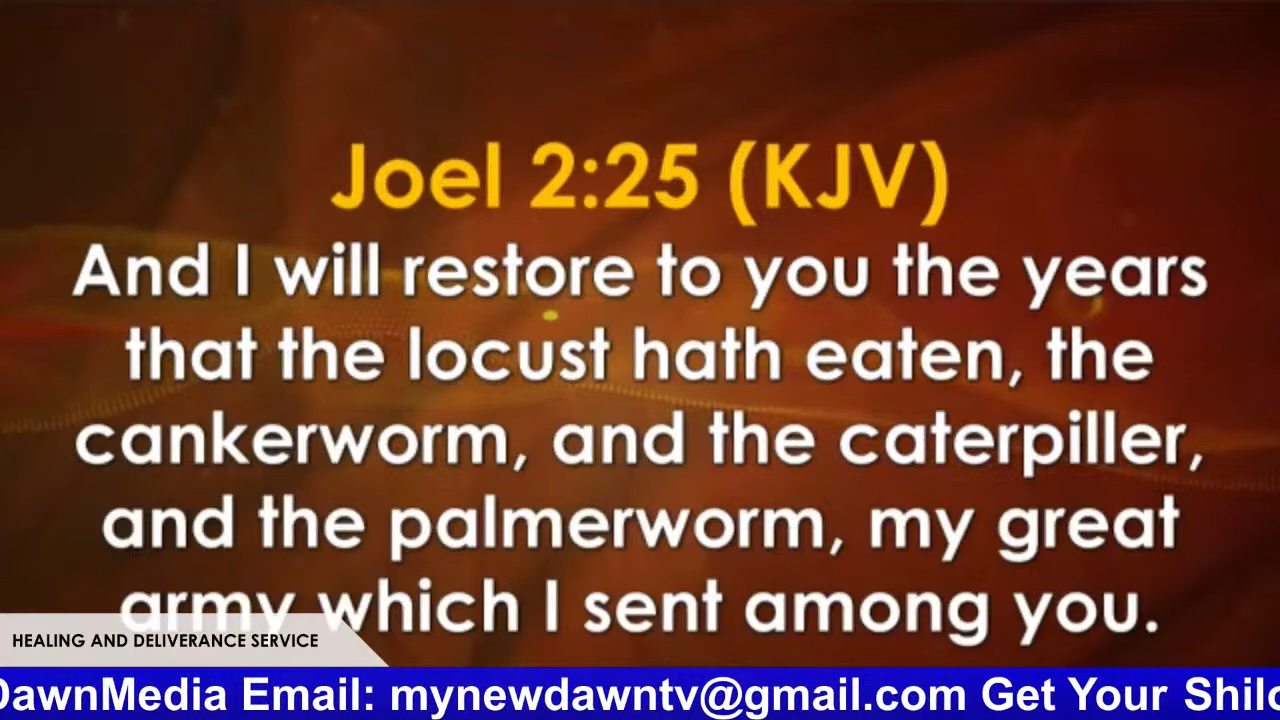 Joel 2:25 (KJV)
And I will restore to you the years
that the locust hath eaten, the
cankerworm, and the caterpiller,
and the palmerworm, my great
army which I sent among you.
HEALING AND DELIVERANCE SERVICE
DawnMedia Email: mynewdawntv@gmail.com Get Your Shilo